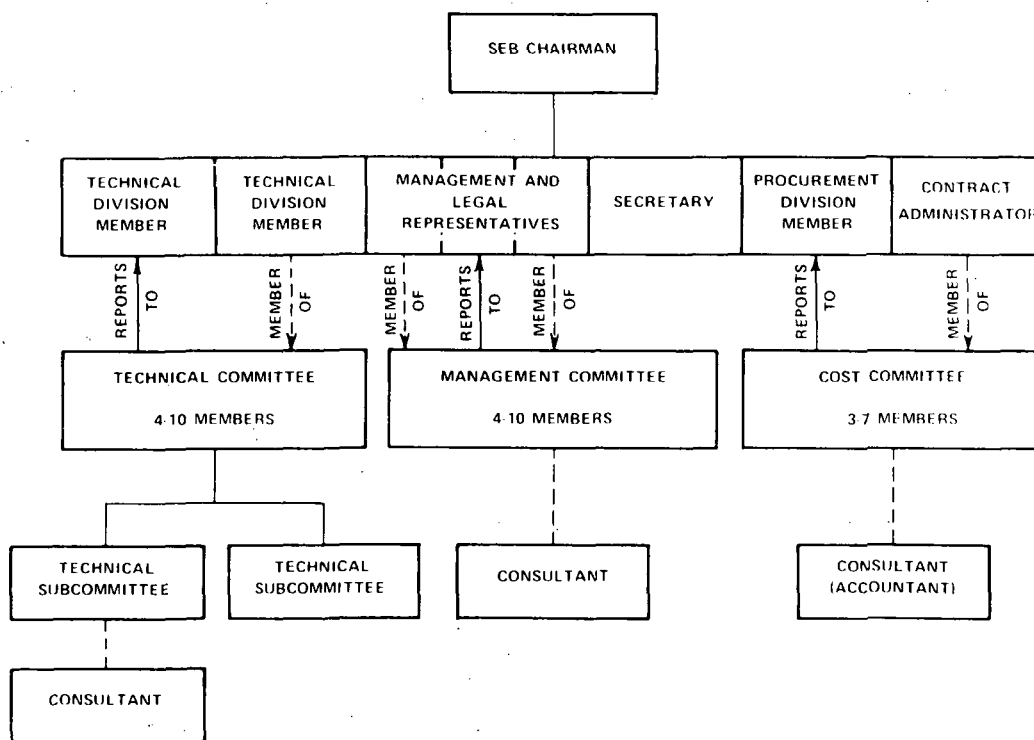 SEB CHAIRMAN
TECHNICAL
DIVISION
MEMBER
TECHNICAL
DIVISION
MEMBER
MANAGEMENT AND
LEGAL
REPRESENTATIVES
SECRETARY
PROCUREMENT
DIVISION
MEMBER
CONTRACT
ADMINISTRATOR
REPORTS
TO
MEMBER
OF
MEMBER
OF
REPORTS
TO
MEMBER
OF
REPORTS
TO
MEMBER
OF
TECHNICAL COMMITTEE
4-10 MEMBERS
MANAGEMENT COMMITTEE
4-10 MEMBERS
COST COMMITTEE
3-7 MEMBERS
TECHNICAL
SUBCOMMITTEE
TECHNICAL
SUBCOMMITTEE
CONSULTANT
CONSULTANT
(ACCOUNTANT)
CONSULTANT